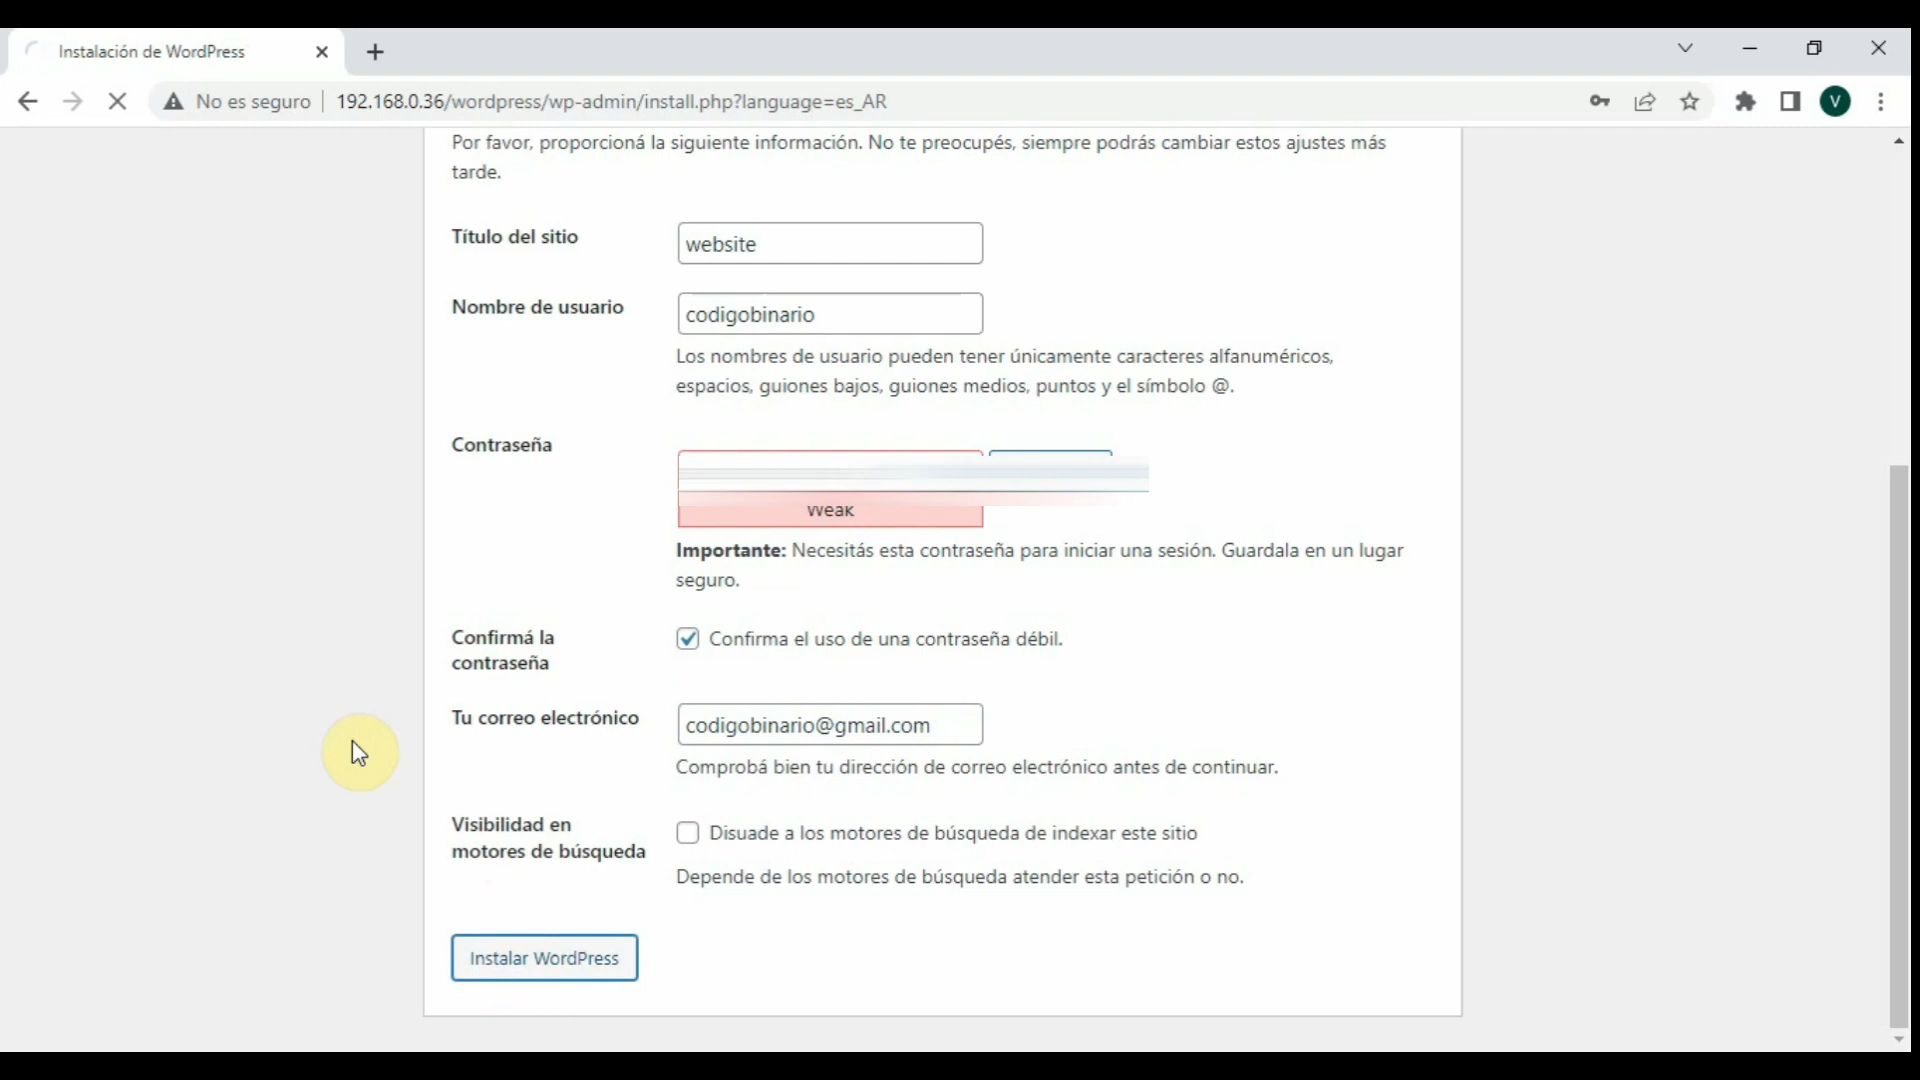 Instalación de WordPress
No es seguro
192.168.0.36/wordpress/wp-admin/install.php?language=es_AR
V
Por favor, proporcioná la siguiente información. No te preocupés, siempre podrás cambiar estos ajustes más
tarde.
Título del sitio
website
Nombre de usuario
codigobinario
Los nombres de usuario pueden tener únicamente caracteres alfanuméricos,
espacios, guiones bajos, guiones medios, puntos y el símbolo @.
Contraseña
Weak
Importante: Necesitás esta contraseña para iniciar una sesión. Guardala en un lugar
seguro.
Confirmá la
contraseña
Confirma el uso de una contraseña débil.
Tu correo electrónico
codigobinario@gmail.com
Comprobá bien tu dirección de correo electrónico antes de continuar.
Visibilidad en
motores de búsqueda
Disuade a los motores de búsqueda de indexar este sitio
Depende de los motores de búsqueda atender esta petición o no.
Instalar WordPress